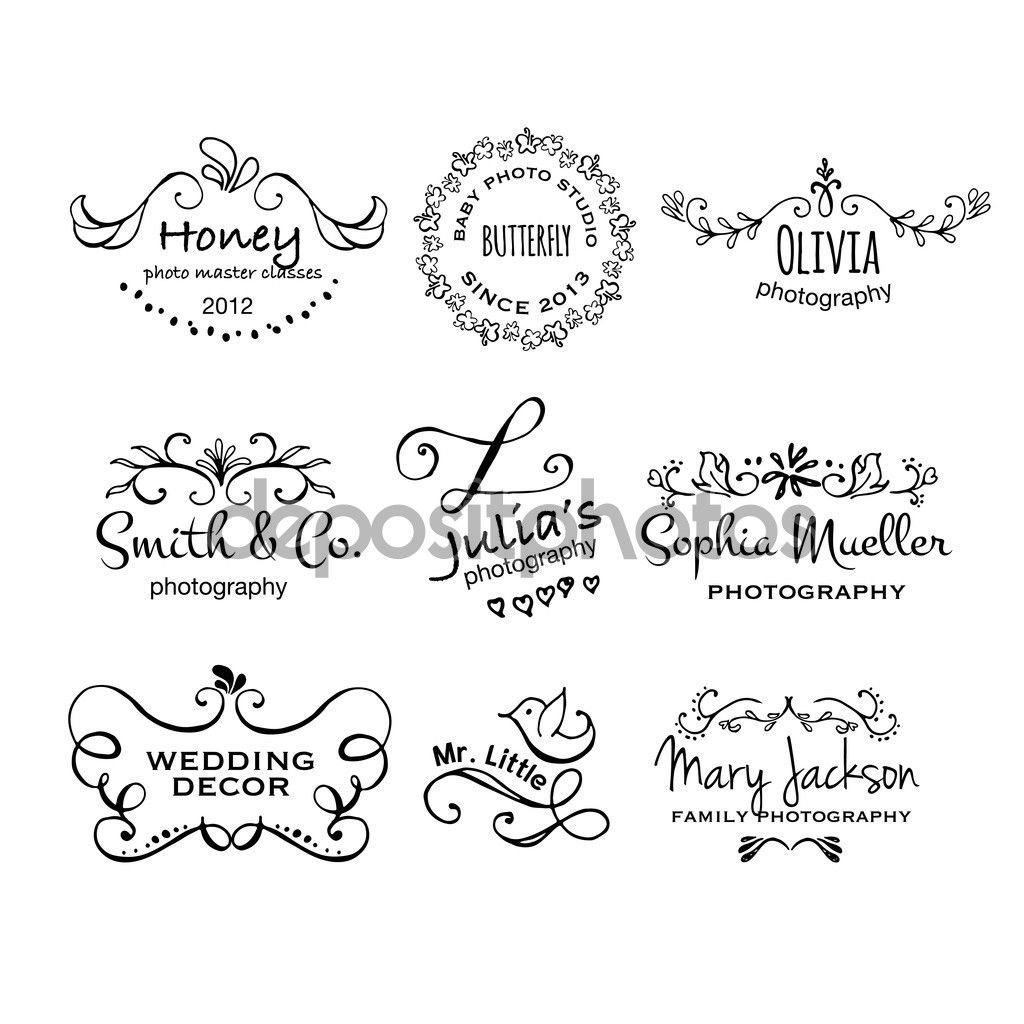 Honey
photo master classes
2012
BABY PHOTO STUDIO
BUTTERFLY
SINCE 2013
OLIVIA
photography
Smith & Co.
photography
L
Julia's
photography
Sophia Mueller
PHOTOGRAPHY
depositphotos
WEDDING
DECOR
Mr. Little
Mary Jackson
FAMILY PHOTOGRAPHY